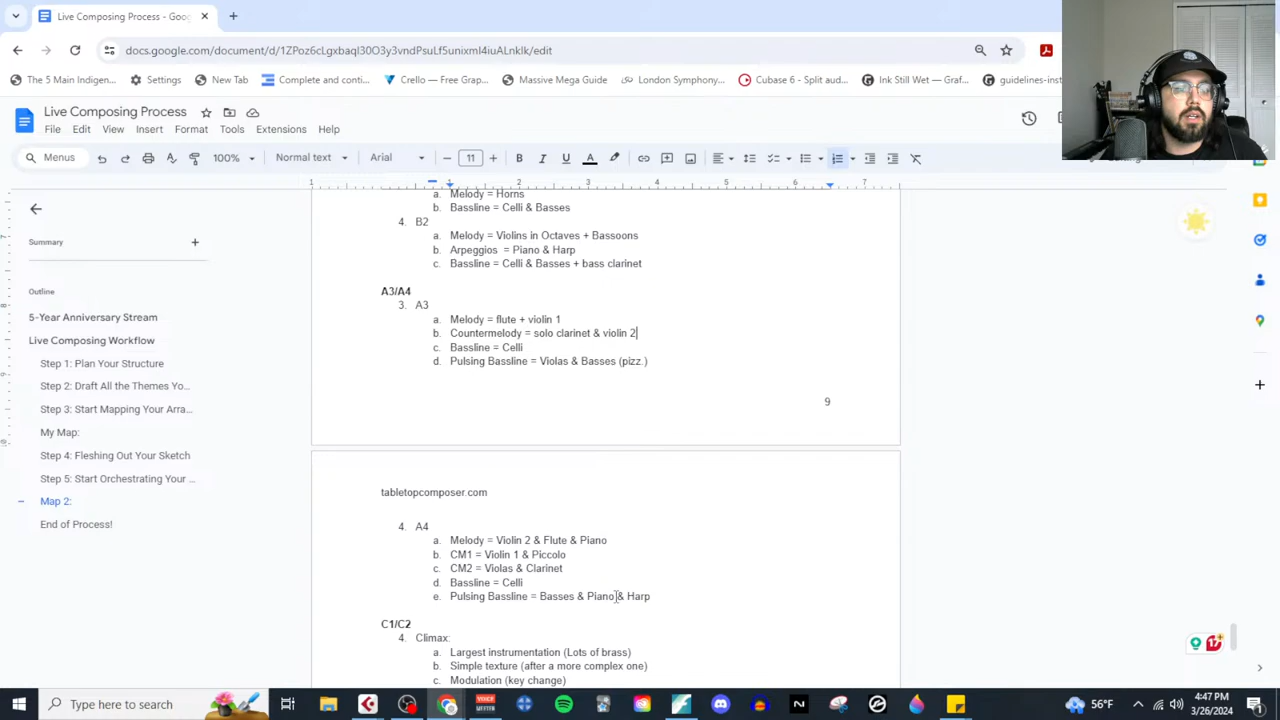 Live Composing Process - Goo
docs.google.com/document/d/1ZPoz6cLgxbaql30O3y3vndPsuLf5unixmI4iuALnklk/edit
The 5 Main Indigen... Settings New Tab Complete and conti... Crello – Free Grap... Massive Mega Guide London Symphony... Cubase 6 - Split aud... Ink Still Wet — Graf... guidelines-inst
Live Composing Process
File Edit View Insert Format Tools Extensions Help
Menus 100% Normal text Arial 11 B I U A
1 1 2 3 4 5 6 7
a. Melody = Horns
b. Bassline = Celli & Basses
4. B2
a. Melody = Violins in Octaves + Bassoons
b. Arpeggios = Piano & Harp
c. Bassline = Celli & Basses + bass clarinet
A3/A4
3. A3
a. Melody = flute + violin 1
b. Countermelody = solo clarinet & violin 2
c. Bassline = Celli
d. Pulsing Bassline = Violas & Basses (pizz.)
9
tabletopcomposer.com
4. A4
a. Melody = Violin 2 & Flute & Piano
b. CM1 = Violin 1 & Piccolo
c. CM2 = Violas & Clarinet
d. Bassline = Celli
e. Pulsing Bassline = Basses & Piano & Harp
C1/C2
4. Climax:
a. Largest instrumentation (Lots of brass)
b. Simple texture (after a more complex one)
c. Modulation (key change)
Summary
Outline
5-Year Anniversary Stream
Live Composing Workflow
Step 1: Plan Your Structure
Step 2: Draft All the Themes Yo...
Step 3: Start Mapping Your Arra...
My Map:
Step 4: Fleshing Out Your Sketch
Step 5: Start Orchestrating Your ...
Map 2:
End of Process!
17
Type here to search
56°F
4:47 PM
3/26/2024